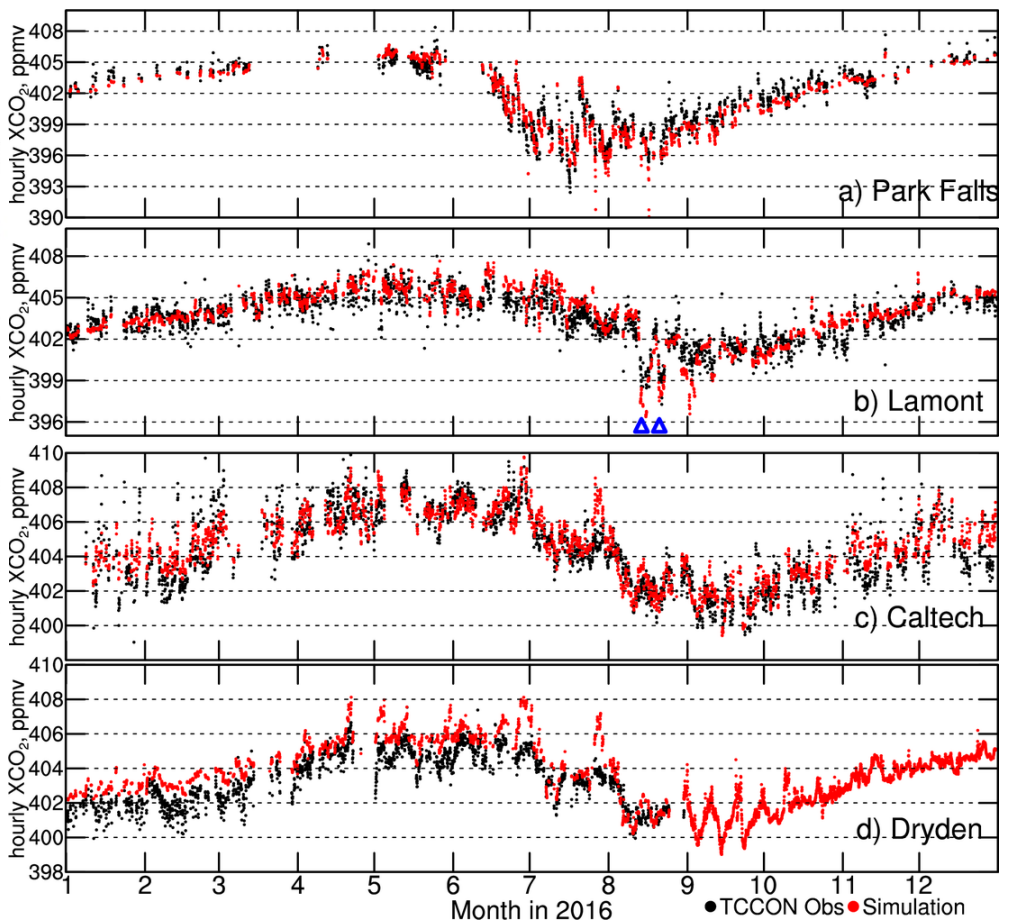 408
405
402
399
396
393
390
hourly XCO2, ppmv
a) Park Falls
408
405
402
399
396
hourly XCO2, ppmv
b) Lamont
410
408
406
404
402
400
hourly XCO2, ppmv
c) Caltech
410
408
406
404
402
400
398
hourly XCO2, ppmv
d) Dryden
1 2 3 4 5 6 7 8 9 10 11 12
Month in 2016
TCCON Obs Simulation